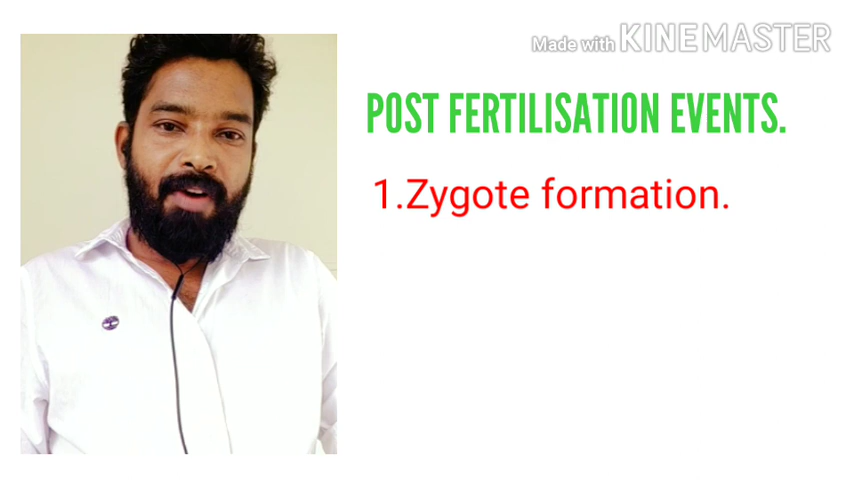 Made with KINEMASTER
POST FERTILISATION EVENTS.
1.Zygote formation.